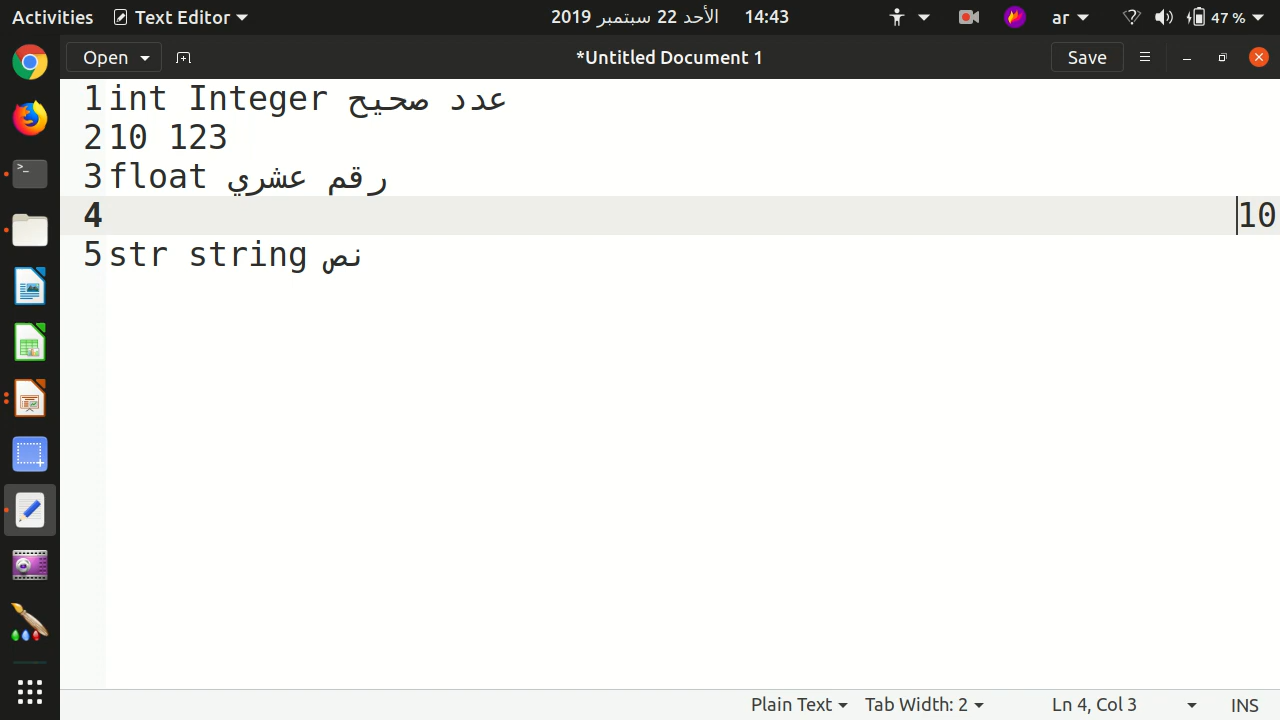 Activities Text Editor الأحد 22 سبتمبر 2019 14:43 ar 47 %
Open *Untitled Document 1 Save
1 int Integer عدد صحيح
2 10 123
3 float رقم عشري
4 10
5 str string نص
Plain Text Tab Width: 2 Ln 4, Col 3 INS